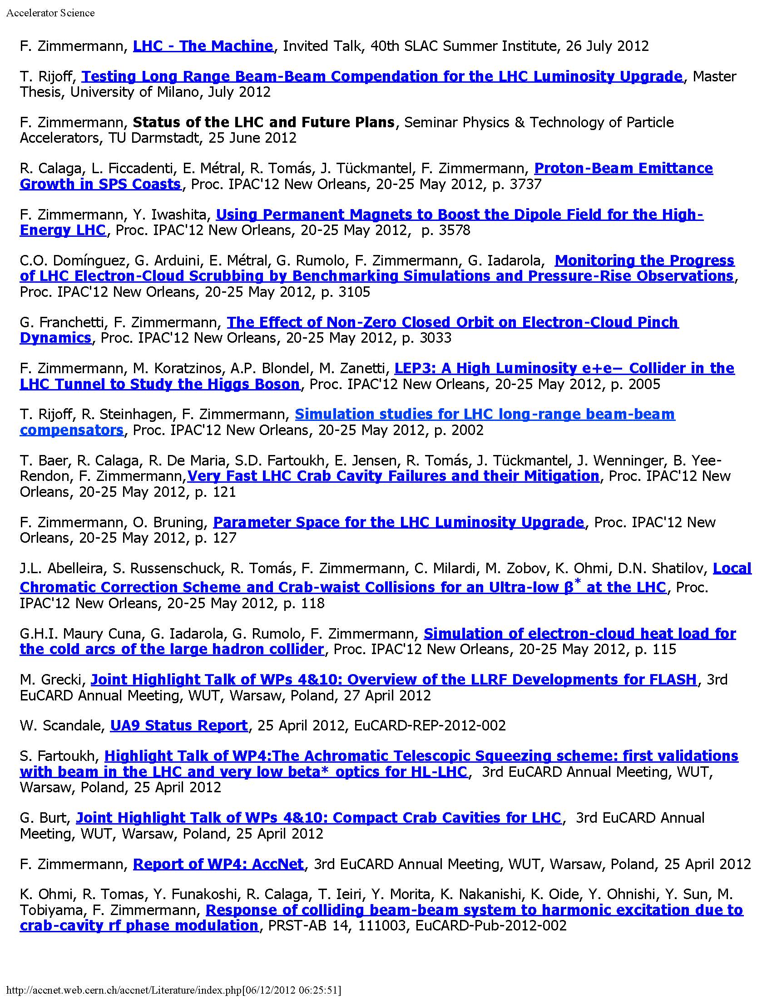 Accelerator Science
F. Zimmermann, LHC - The Machine, Invited Talk, 40th SLAC Summer Institute, 26 July 2012
T. Rijoff, Testing Long Range Beam-Beam Compendation for the LHC Luminosity Upgrade, Master
Thesis, University of Milano, July 2012
F. Zimmermann, Status of the LHC and Future Plans, Seminar Physics & Technology of Particle
Accelerators, TU Darmstadt, 25 June 2012
R. Calaga, L. Ficcadenti, E. Métral, R. Tomás, J. Tückmantel, F. Zimmermann, Proton-Beam Emittance
Growth in SPS Coasts, Proc. IPAC'12 New Orleans, 20-25 May 2012, p. 3737
F. Zimmermann, Y. Iwashita, Using Permanent Magnets to Boost the Dipole Field for the High-
Energy LHC, Proc. IPAC'12 New Orleans, 20-25 May 2012,  p. 3578
C.O. Domínguez, G. Arduini, E. Métral, G. Rumolo, F. Zimmermann, G. Iadarola,  Monitoring the Progress
of LHC Electron-Cloud Scrubbing by Benchmarking Simulations and Pressure-Rise Observations,
Proc. IPAC'12 New Orleans, 20-25 May 2012, p. 3105
G. Franchetti, F. Zimmermann, The Effect of Non-Zero Closed Orbit on Electron-Cloud Pinch
Dynamics, Proc. IPAC'12 New Orleans, 20-25 May 2012, p. 3033
F. Zimmermann, M. Koratzinos, A.P. Blondel, M. Zanetti, LEP3: A High Luminosity e+e− Collider in the
LHC Tunnel to Study the Higgs Boson, Proc. IPAC'12 New Orleans, 20-25 May 2012, p. 2005
T. Rijoff, R. Steinhagen, F. Zimmermann, Simulation studies for LHC long-range beam-beam
compensators, Proc. IPAC'12 New Orleans, 20-25 May 2012, p. 2002
T. Baer, R. Calaga, R. De Maria, S.D. Fartoukh, E. Jensen, R. Tomás, J. Tückmantel, J. Wenninger, B. Yee-
Rendon, F. Zimmermann,Very Fast LHC Crab Cavity Failures and their Mitigation, Proc. IPAC'12 New
Orleans, 20-25 May 2012, p. 121
F. Zimmermann, O. Bruning, Parameter Space for the LHC Luminosity Upgrade, Proc. IPAC'12 New
Orleans, 20-25 May 2012, p. 127
J.L. Abelleira, S. Russenschuck, R. Tomás, F. Zimmermann, C. Milardi, M. Zobov, K. Ohmi, D.N. Shatilov, Local
Chromatic Correction Scheme and Crab-waist Collisions for an Ultra-low β* at the LHC, Proc.
IPAC'12 New Orleans, 20-25 May 2012, p. 118
G.H.I. Maury Cuna, G. Iadarola, G. Rumolo, F. Zimmermann, Simulation of electron-cloud heat load for
the cold arcs of the large hadron collider, Proc. IPAC'12 New Orleans, 20-25 May 2012, p. 115
M. Grecki, Joint Highlight Talk of WPs 4&10: Overview of the LLRF Developments for FLASH, 3rd
EuCARD Annual Meeting, WUT, Warsaw, Poland, 27 April 2012
W. Scandale, UA9 Status Report, 25 April 2012, EuCARD-REP-2012-002
S. Fartoukh, Highlight Talk of WP4:The Achromatic Telescopic Squeezing scheme: first validations
with beam in the LHC and very low beta* optics for HL-LHC,  3rd EuCARD Annual Meeting, WUT,
Warsaw, Poland, 25 April 2012
G. Burt, Joint Highlight Talk of WPs 4&10: Compact Crab Cavities for LHC,  3rd EuCARD Annual
Meeting, WUT, Warsaw, Poland, 25 April 2012
F. Zimmermann, Report of WP4: AccNet, 3rd EuCARD Annual Meeting, WUT, Warsaw, Poland, 25 April 2012
K. Ohmi, R. Tomas, Y. Funakoshi, R. Calaga, T. Ieiri, Y. Morita, K. Nakanishi, K. Oide, Y. Ohnishi, Y. Sun, M.
Tobiyama, F. Zimmermann, Response of colliding beam-beam system to harmonic excitation due to
crab-cavity rf phase modulation, PRST-AB 14, 111003, EuCARD-Pub-2012-002
http://accnet.web.cern.ch/accnet/Literature/index.php[06/12/2012 06:25:51]